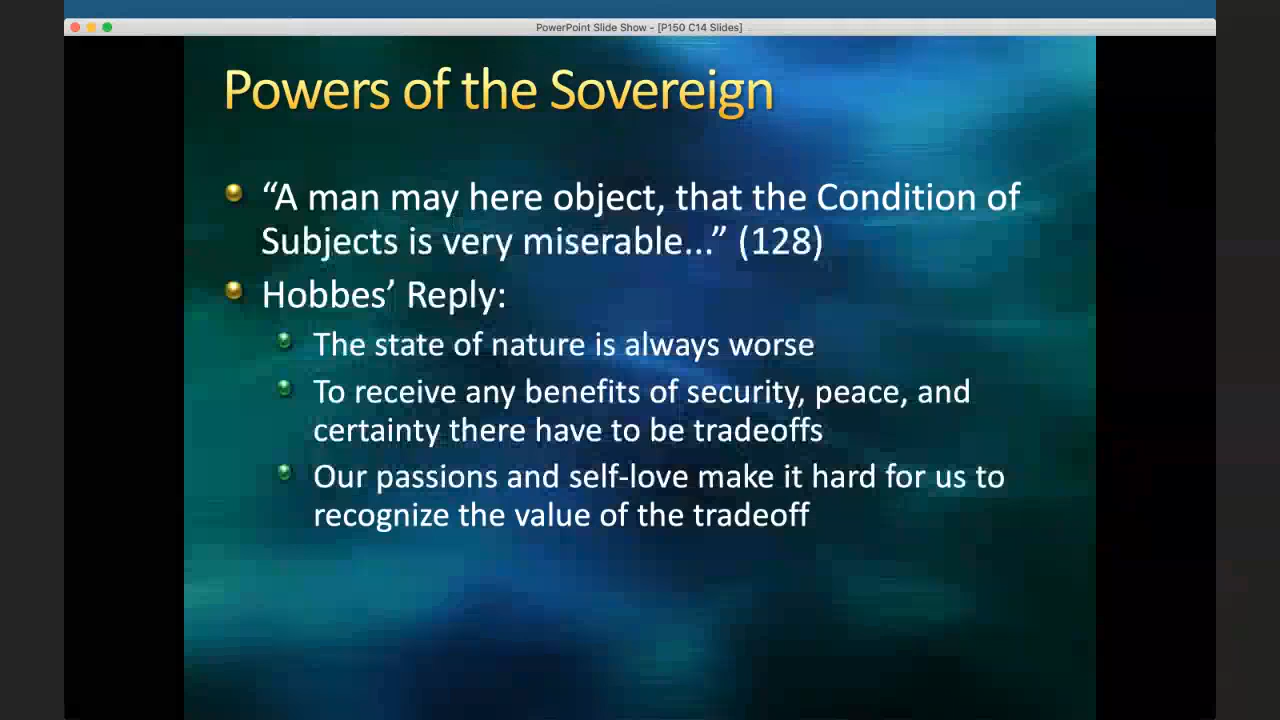 PowerPoint Slide Show - [P150 C14 Slides]
Powers of the Sovereign
“A man may here object, that the Condition of
Subjects is very miserable...” (128)
Hobbes’ Reply:
The state of nature is always worse
To receive any benefits of security, peace, and
certainty there have to be tradeoffs
Our passions and self-love make it hard for us to
recognize the value of the tradeoff